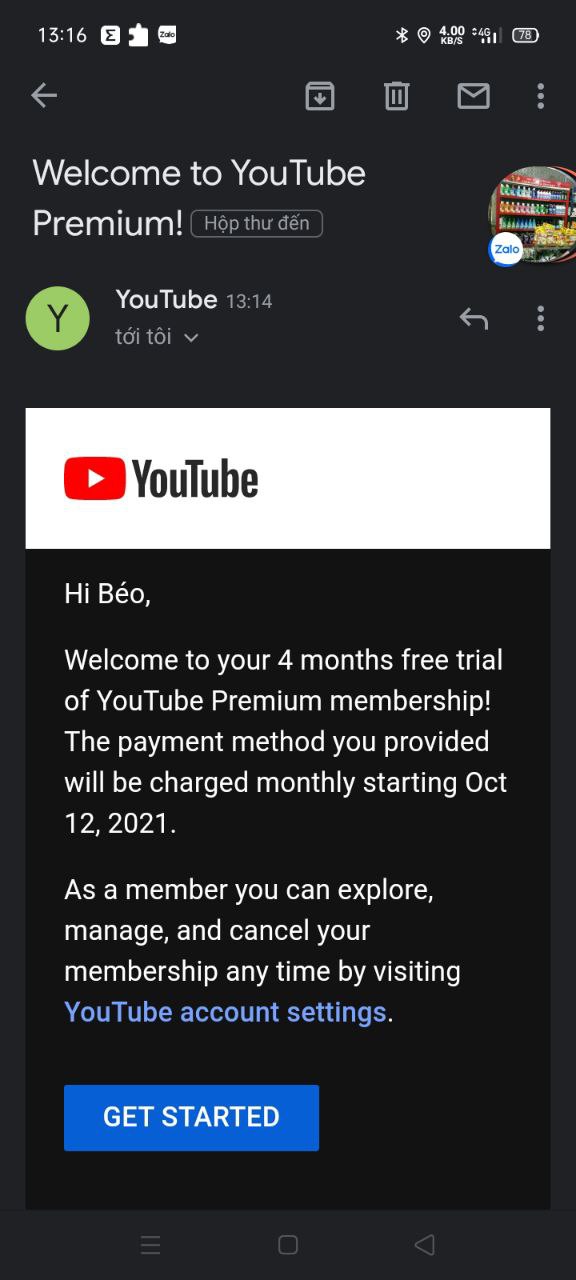 13:16 Σ Zalo 4.00 KB/S 4G 78
Welcome to YouTube
Premium! Hộp thư đến
Zalo
Y YouTube 13:14
tới tôi
YouTube
Hi Béo,
Welcome to your 4 months free trial
of YouTube Premium membership!
The payment method you provided
will be charged monthly starting Oct
12, 2021.
As a member you can explore,
manage, and cancel your
membership any time by visiting
YouTube account settings.
GET STARTED